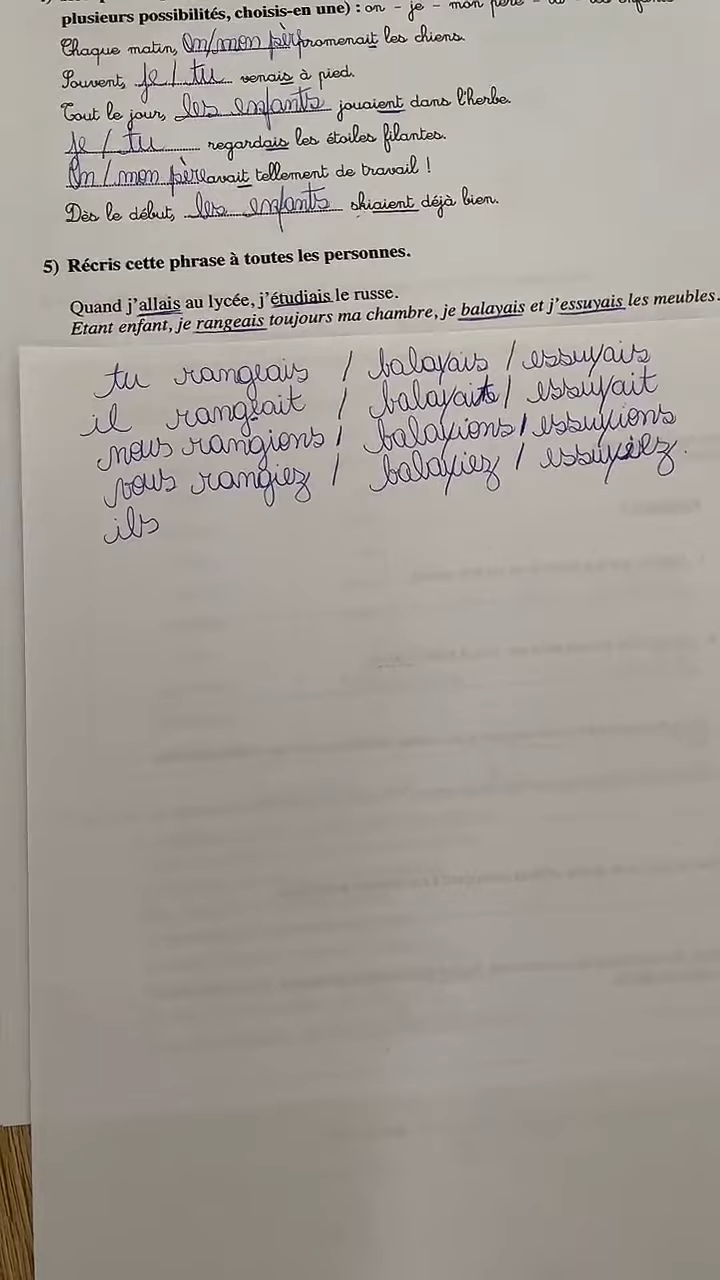 plusieurs possibilités, choisis-en une) : on - je - mon père -
Chaque matin, On/mon père promenait les chiens.
Souvent, je / tu venais à pied.
Tout le jour, les enfants jouaient dans l'herbe.
je / tu regardais les étoiles filantes.
On / mon père avait tellement de travail !
Dès le début, les enfants skiaient déjà bien.
5) Récris cette phrase à toutes les personnes.
Quand j'allais au lycée, j'étudiais le russe.
Etant enfant, je rangeais toujours ma chambre, je balayais et j'essuyais les meubles.
tu rangeais / balayais / essuyais
il rangeait / balayait / essuyait
nous rangions / balayions / essuyions
vous rangiez / balayiez / essuyiez.
ils